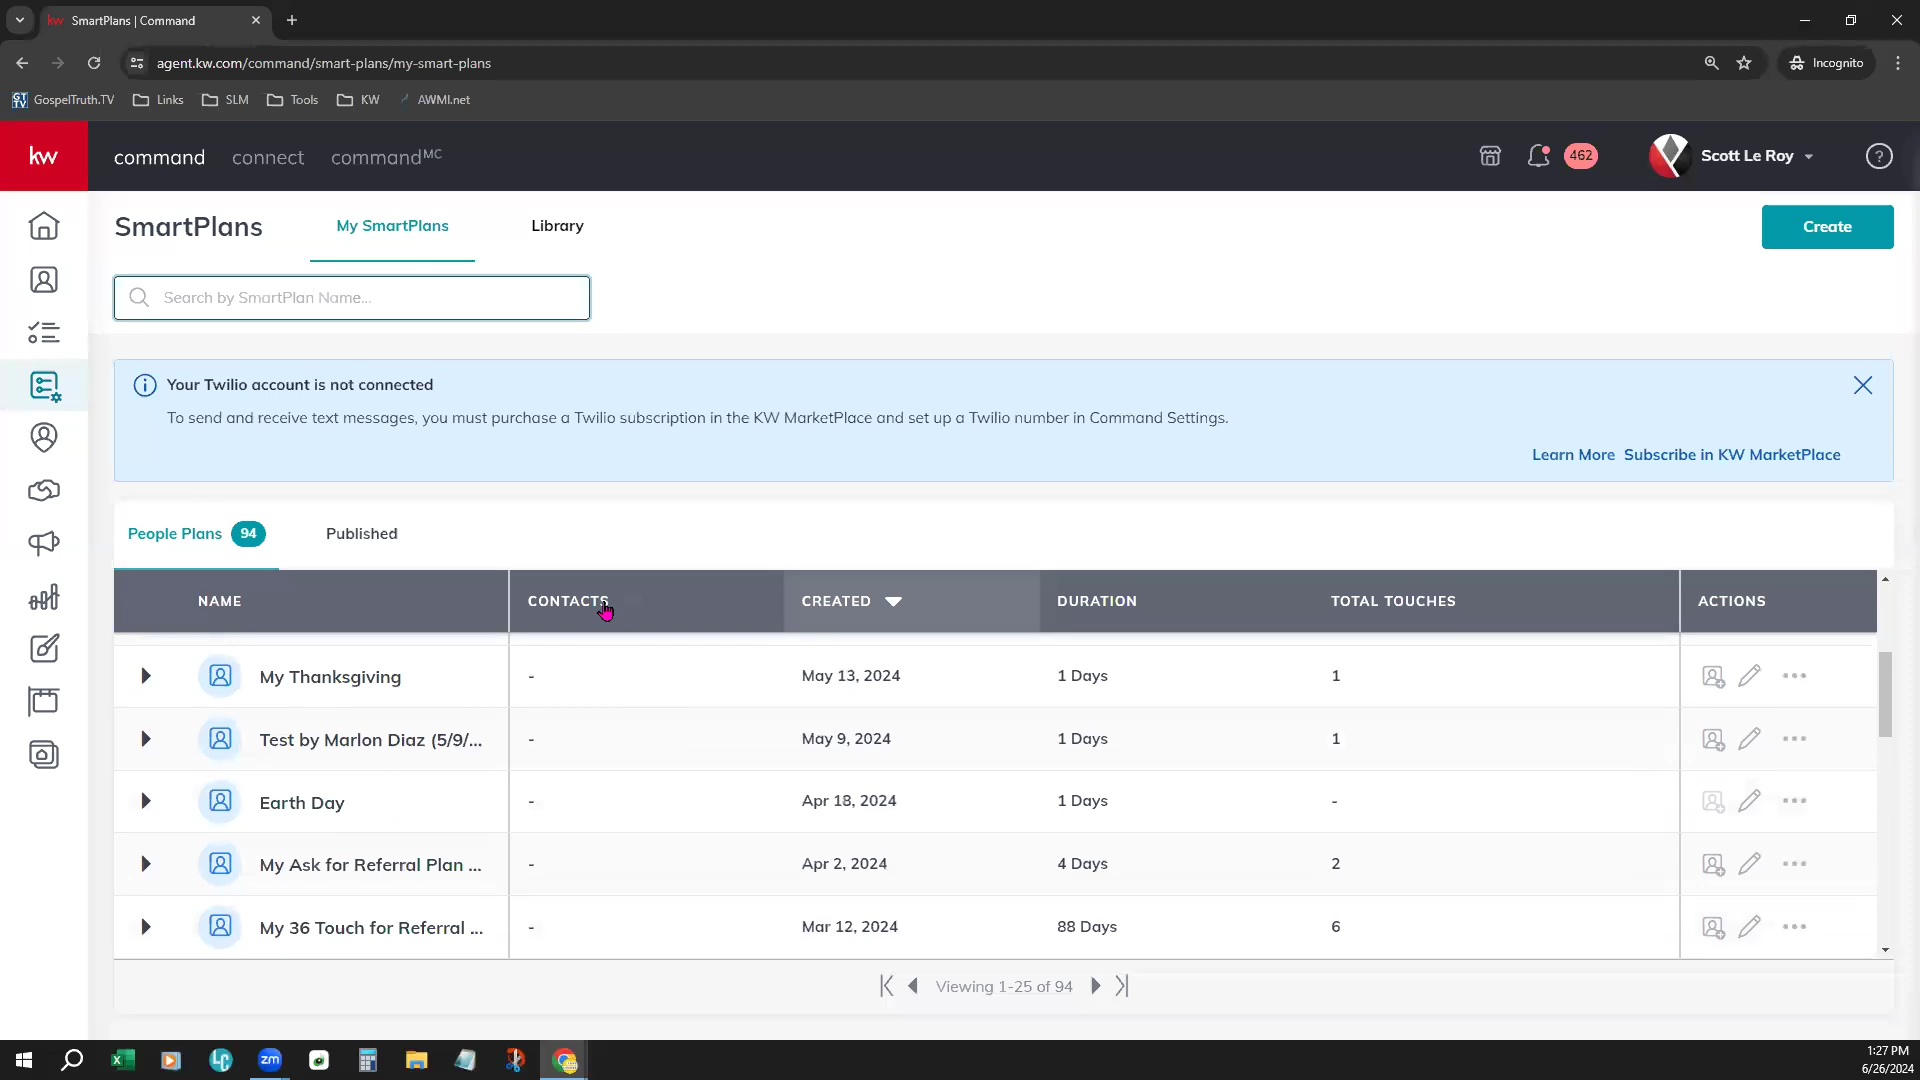 SmartPlans | Command
agent.kw.com/command/smart-plans/my-smart-plans
Incognito
GospelTruth.TV
Links
SLM
Tools
KW
AWMI.net
kw
command
connect
commandMC
462
Scott Le Roy
SmartPlans
My SmartPlans
Library
Create
Search by SmartPlan Name...
Your Twilio account is not connected
To send and receive text messages, you must purchase a Twilio subscription in the KW MarketPlace and set up a Twilio number in Command Settings.
Learn More Subscribe in KW MarketPlace
People Plans 94
Published
NAME CONTACTS CREATED DURATION TOTAL TOUCHES ACTIONS
My Thanksgiving - May 13, 2024 1 Days 1
Test by Marlon Diaz (5/9/... - May 9, 2024 1 Days 1
Earth Day - Apr 18, 2024 1 Days -
My Ask for Referral Plan ... - Apr 2, 2024 4 Days 2
My 36 Touch for Referral ... - Mar 12, 2024 88 Days 6
Viewing 1-25 of 94
1:27 PM
6/26/2024